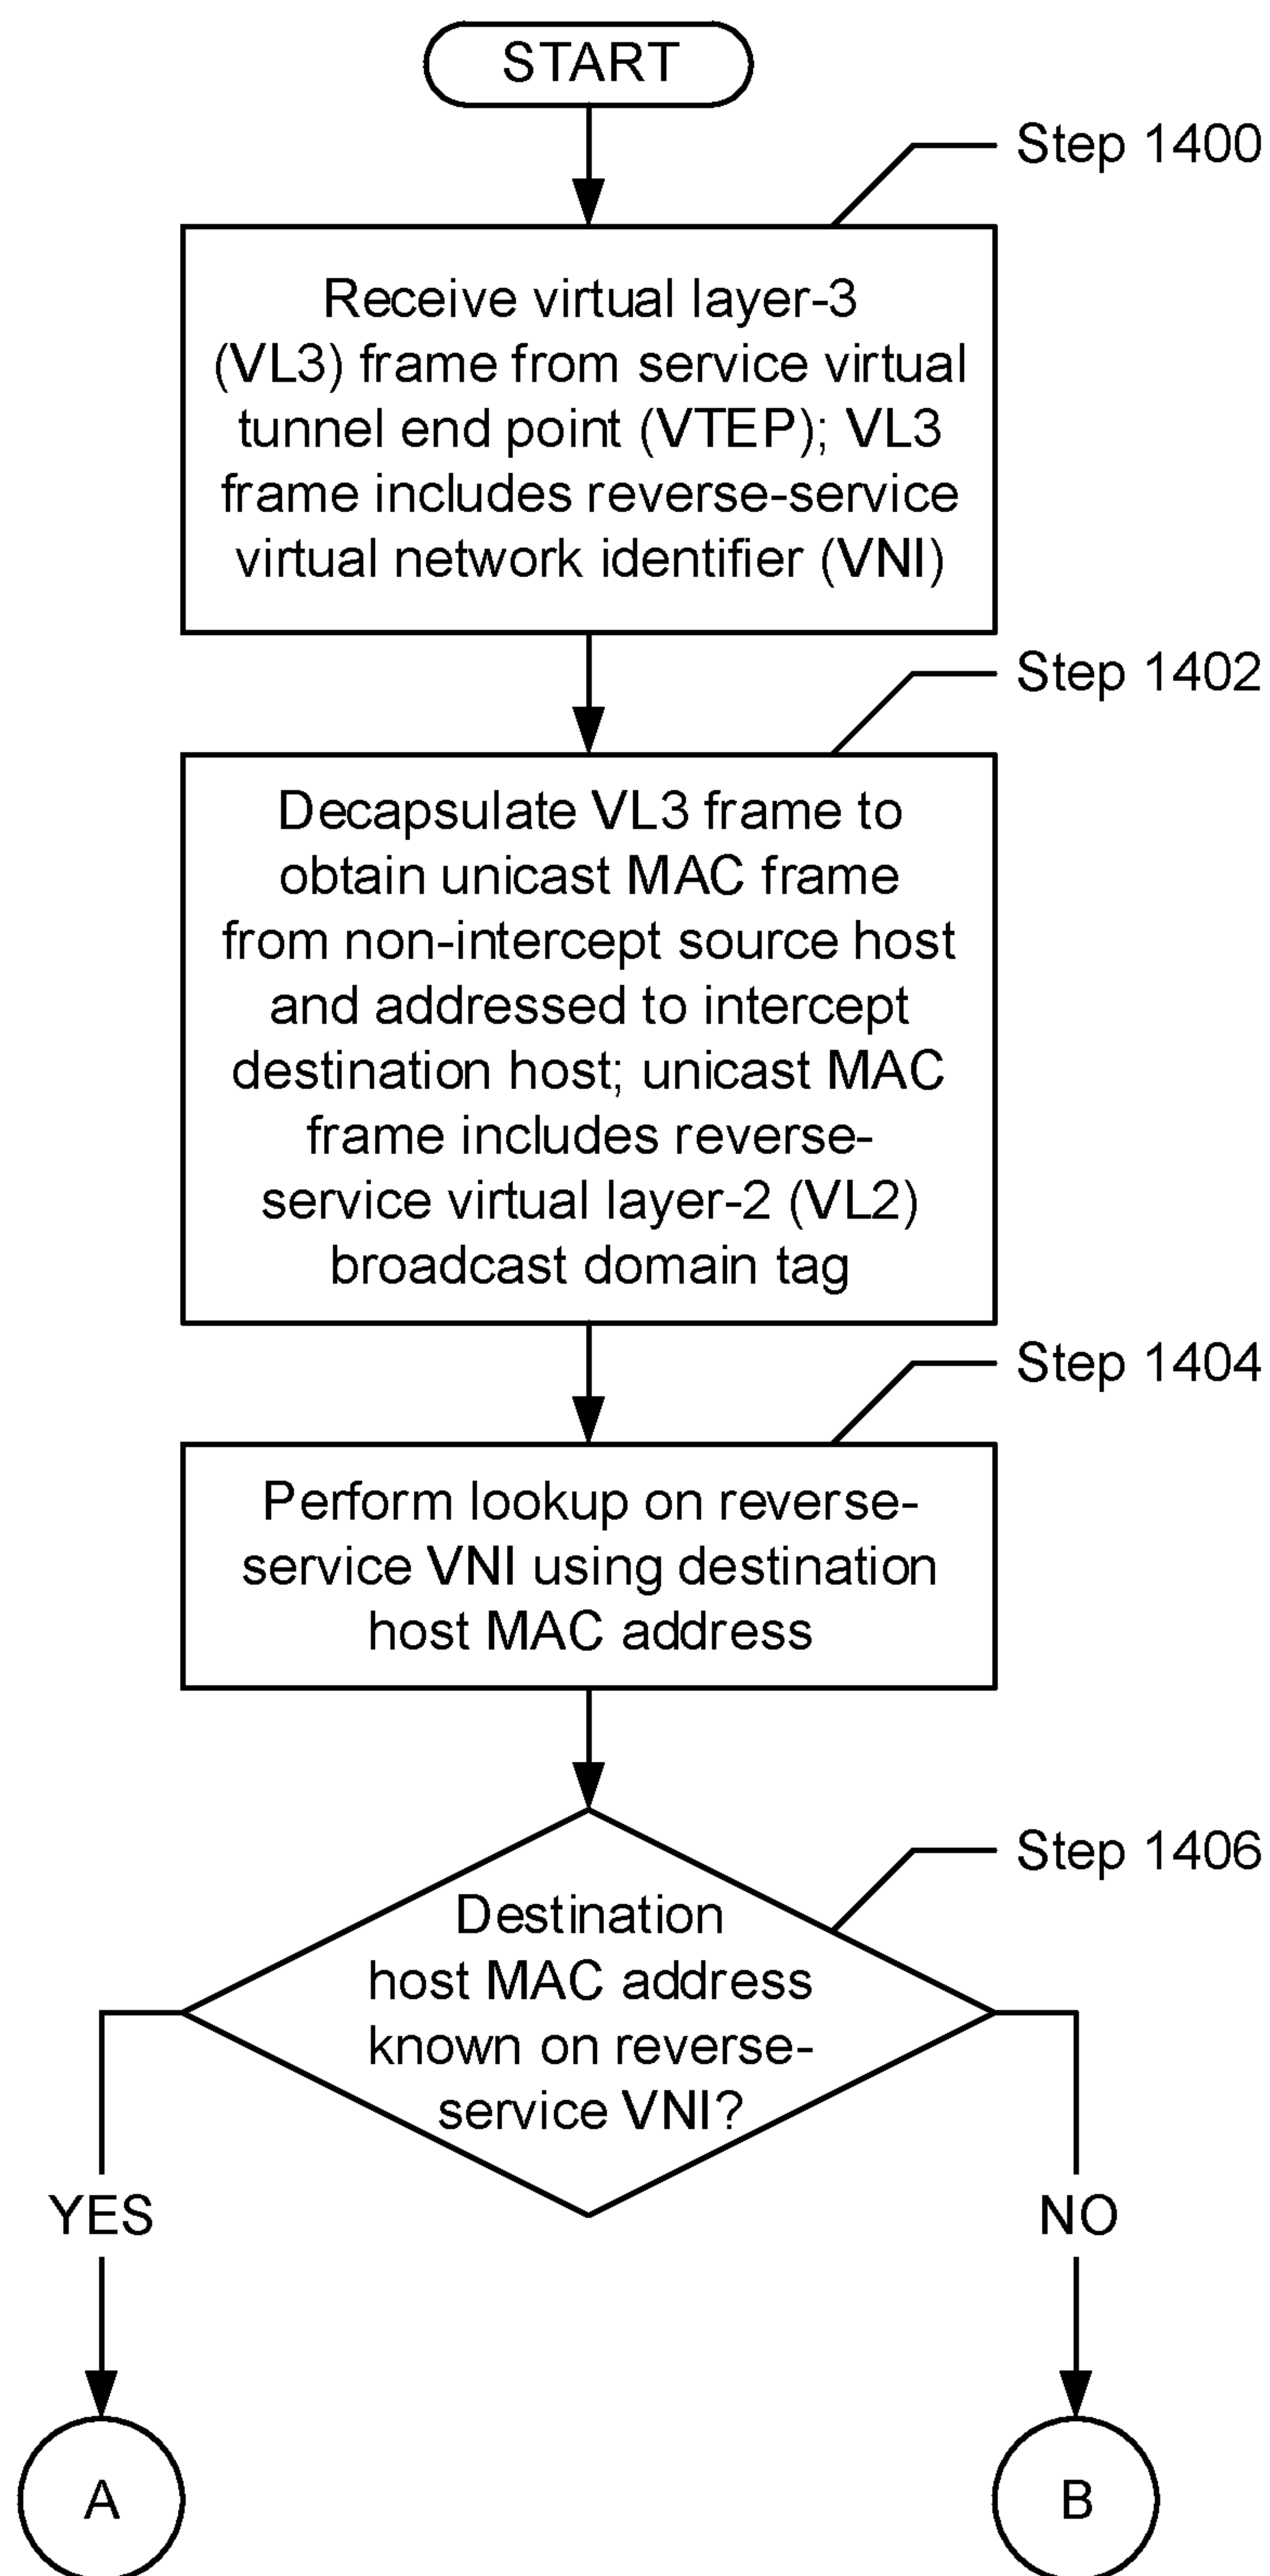 START
Step 1400
Receive virtual layer-3
(VL3) frame from service virtual
tunnel end point (VTEP); VL3
frame includes reverse-service
virtual network identifier (VNI)
Step 1402
Decapsulate VL3 frame to
obtain unicast MAC frame
from non-intercept source host
and addressed to intercept
destination host; unicast MAC
frame includes reverse-
service virtual layer-2 (VL2)
broadcast domain tag
Step 1404
Perform lookup on reverse-
service VNI using destination
host MAC address
Step 1406
Destination
host MAC address
known on reverse-
service VNI?
YES
NO
A
B